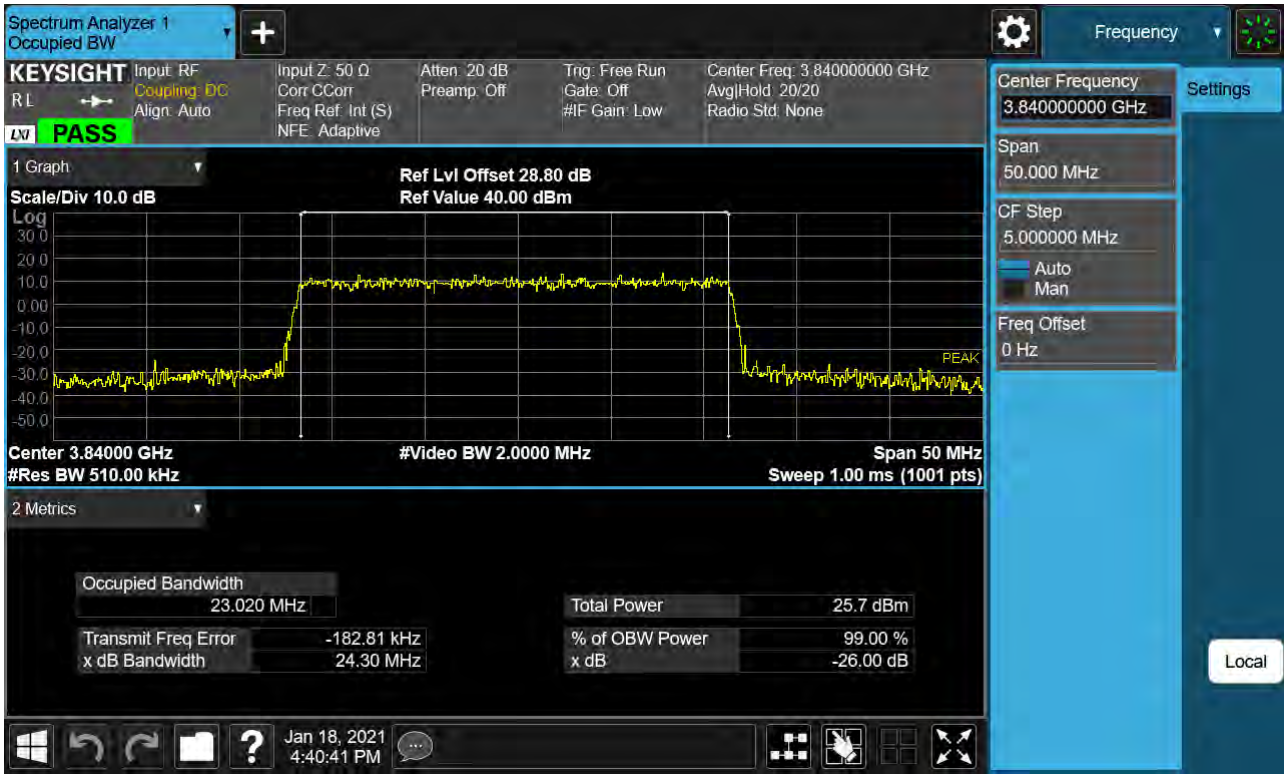 Spectrum Analyzer 1
Occupied BW
+
Frequency
KEYSIGHT
RL
LXI
PASS
Input: RF
Coupling: DC
Align: Auto
Input Z: 50 Ω
Corr CCorr
Freq Ref: Int (S)
NFE: Adaptive
Atten: 20 dB
Preamp: Off
Trig: Free Run
Gate: Off
#IF Gain: Low
Center Freq: 3.840000000 GHz
Avg|Hold: 20/20
Radio Std: None
Center Frequency
3.840000000 GHz
Settings
Span
50.000 MHz
CF Step
5.000000 MHz
Auto
Man
Freq Offset
0 Hz
1 Graph
Scale/Div 10.0 dB
Ref Lvl Offset 28.80 dB
Ref Value 40.00 dBm
Log
30.0
20.0
10.0
0.00
-10.0
-20.0
-30.0
-40.0
-50.0
PEAK
Center 3.84000 GHz
#Video BW 2.0000 MHz
Span 50 MHz
#Res BW 510.00 kHz
Sweep 1.00 ms (1001 pts)
2 Metrics
Occupied Bandwidth
23.020 MHz
Total Power 25.7 dBm
Transmit Freq Error -182.81 kHz
% of OBW Power 99.00 %
x dB Bandwidth 24.30 MHz
x dB -26.00 dB
Local
?
Jan 18, 2021
4:40:41 PM